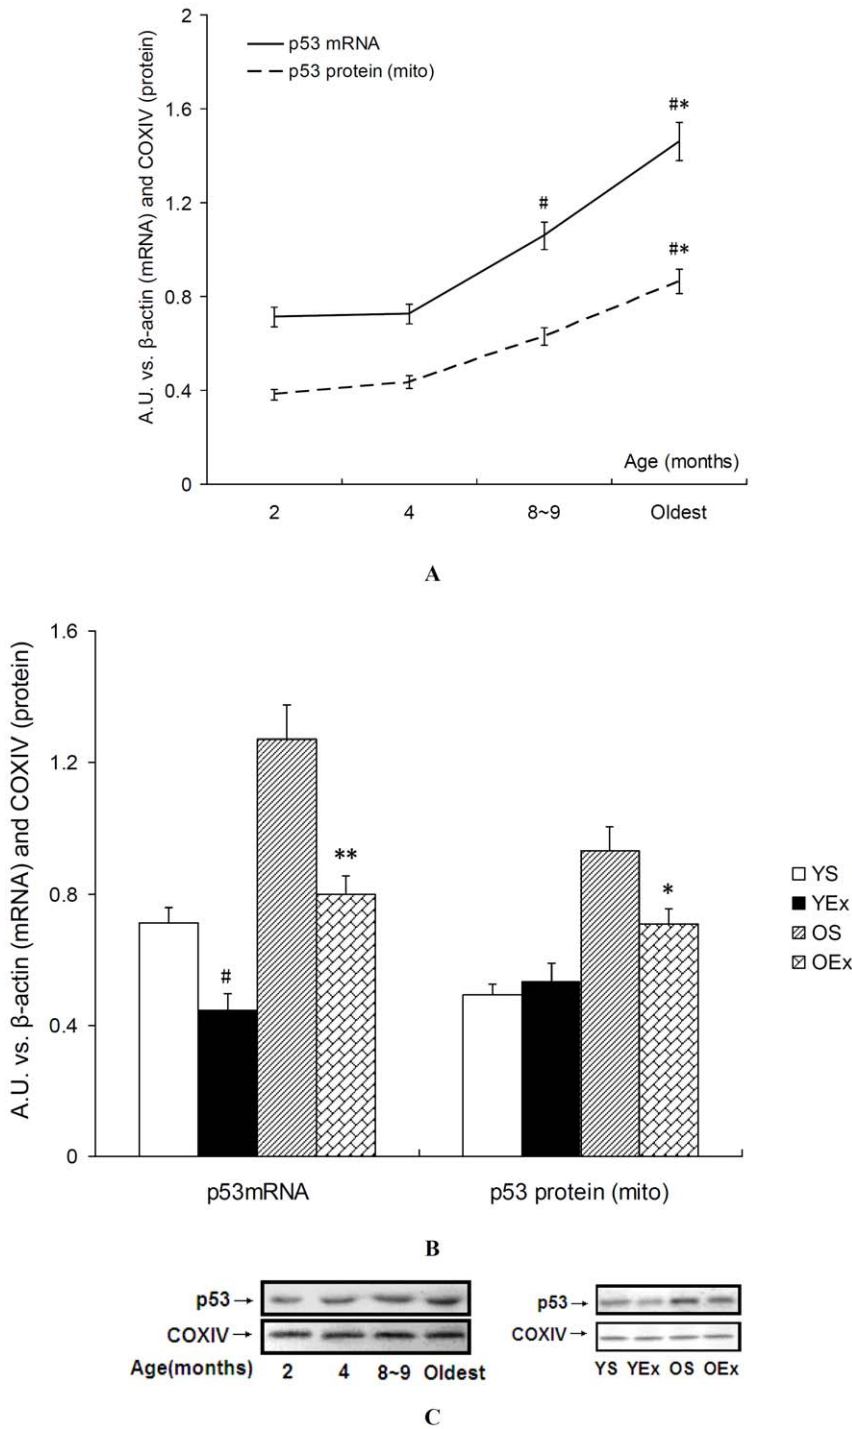 A.U. vs. β-actin (mRNA) and COXIV (protein)
2
1.6
1.2
0.8
0.4
0
p53 mRNA
p53 protein (mito)
#*
#
#*
Age (months)
2 4 8~9 Oldest
A
A.U. vs. β-actin (mRNA) and COXIV (protein)
1.6
1.2
0.8
0.4
0
#
**
*
YS
YEx
OS
OEx
p53mRNA p53 protein (mito)
B
p53→
COXIV→
Age(months) 2 4 8~9 Oldest
p53→
COXIV→
YS YEx OS OEx
C